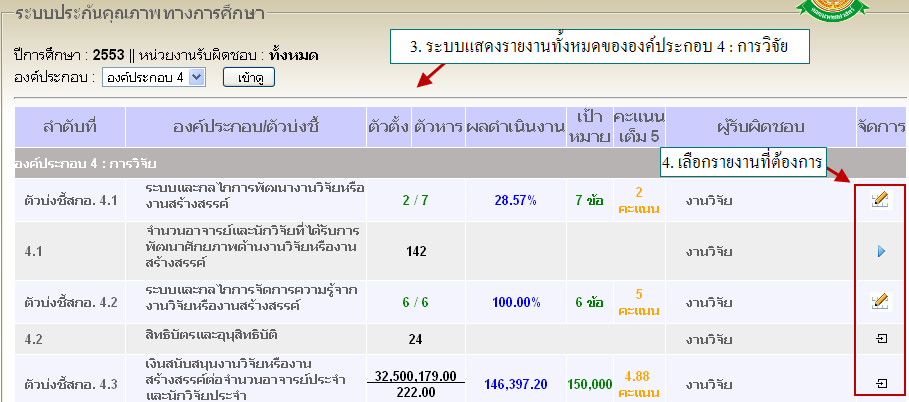 ระบบประกันคุณภาพทางการศึกษา
3. ระบบแสดงรายงานทั้งหมดขององค์ประกอบ 4 : การวิจัย
ปีการศึกษา : 2553 || หน่วยงานรับผิดชอบ : ทั้งหมด
องค์ประกอบ : องค์ประกอบ 4 เข้าดู
ลำดับที่ องค์ประกอบ/ตัวบ่งชี้ ตัวตั้ง ตัวหาร ผลดำเนินงาน เป้าหมาย คะแนนเต็ม 5 ผู้รับผิดชอบ จัดการ
องค์ประกอบ 4 : การวิจัย
4. เลือกรายงานที่ต้องการ
ตัวบ่งชี้สกอ. 4.1 ระบบและกลไกการพัฒนางานวิจัยหรือ
งานสร้างสรรค์ 2 / 7 28.57% 7 ข้อ 2 คะแนน งานวิจัย
4.1 จำนวนอาจารย์และนักวิจัยที่ได้รับการ
พัฒนาศักยภาพด้านงานวิจัยหรืองาน
สร้างสรรค์ 142 งานวิจัย
ตัวบ่งชี้สกอ. 4.2 ระบบและกลไกการจัดการความรู้จาก
งานวิจัยหรืองานสร้างสรรค์ 6 / 6 100.00% 6 ข้อ 5 คะแนน งานวิจัย
4.2 สิทธิบัตรและอนุสิทธิบัติ 24 งานวิจัย
ตัวบ่งชี้สกอ. 4.3 เงินสนับสนุนงานวิจัยหรืองาน
สร้างสรรค์ต่อจำนวนอาจารย์ประจำ
และนักวิจัยประจำ 32,500,179.00
222.00 146,397.20 150,000 4.88 คะแนน งานวิจัย